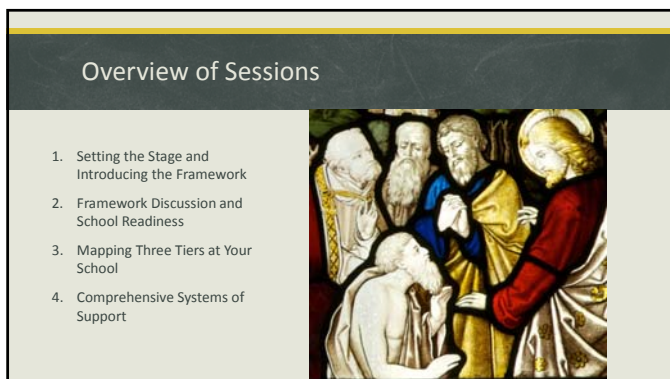 Overview of Sessions
1. Setting the Stage and
Introducing the Framework
2. Framework Discussion and
School Readiness
3. Mapping Three Tiers at Your
School
4. Comprehensive Systems of
Support